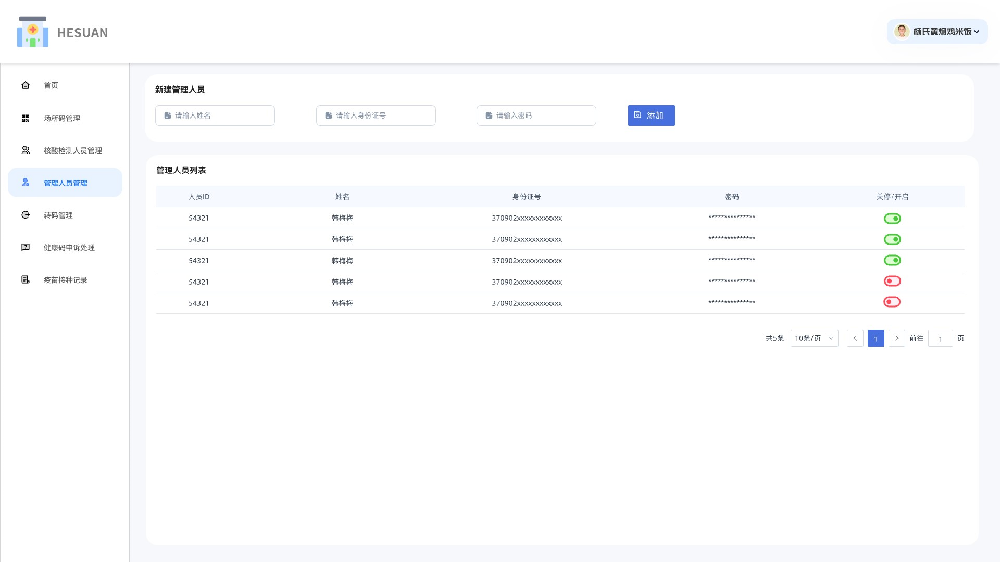 HESUAN
杨氏黄焖鸡米饭
首页
场所码管理
核酸检测人员管理
管理人员管理
转码管理
健康码申诉处理
疫苗接种记录
新建管理人员
请输入姓名 请输入身份证号 请输入密码 添加
管理人员列表
人员ID 姓名 身份证号 密码 关停/开启
54321 韩梅梅 370902xxxxxxxxxxxx ***************
54321 韩梅梅 370902xxxxxxxxxxxx ***************
54321 韩梅梅 370902xxxxxxxxxxxx ***************
54321 韩梅梅 370902xxxxxxxxxxxx ***************
54321 韩梅梅 370902xxxxxxxxxxxx ***************
共5条 10条/页 1 前往 1 页